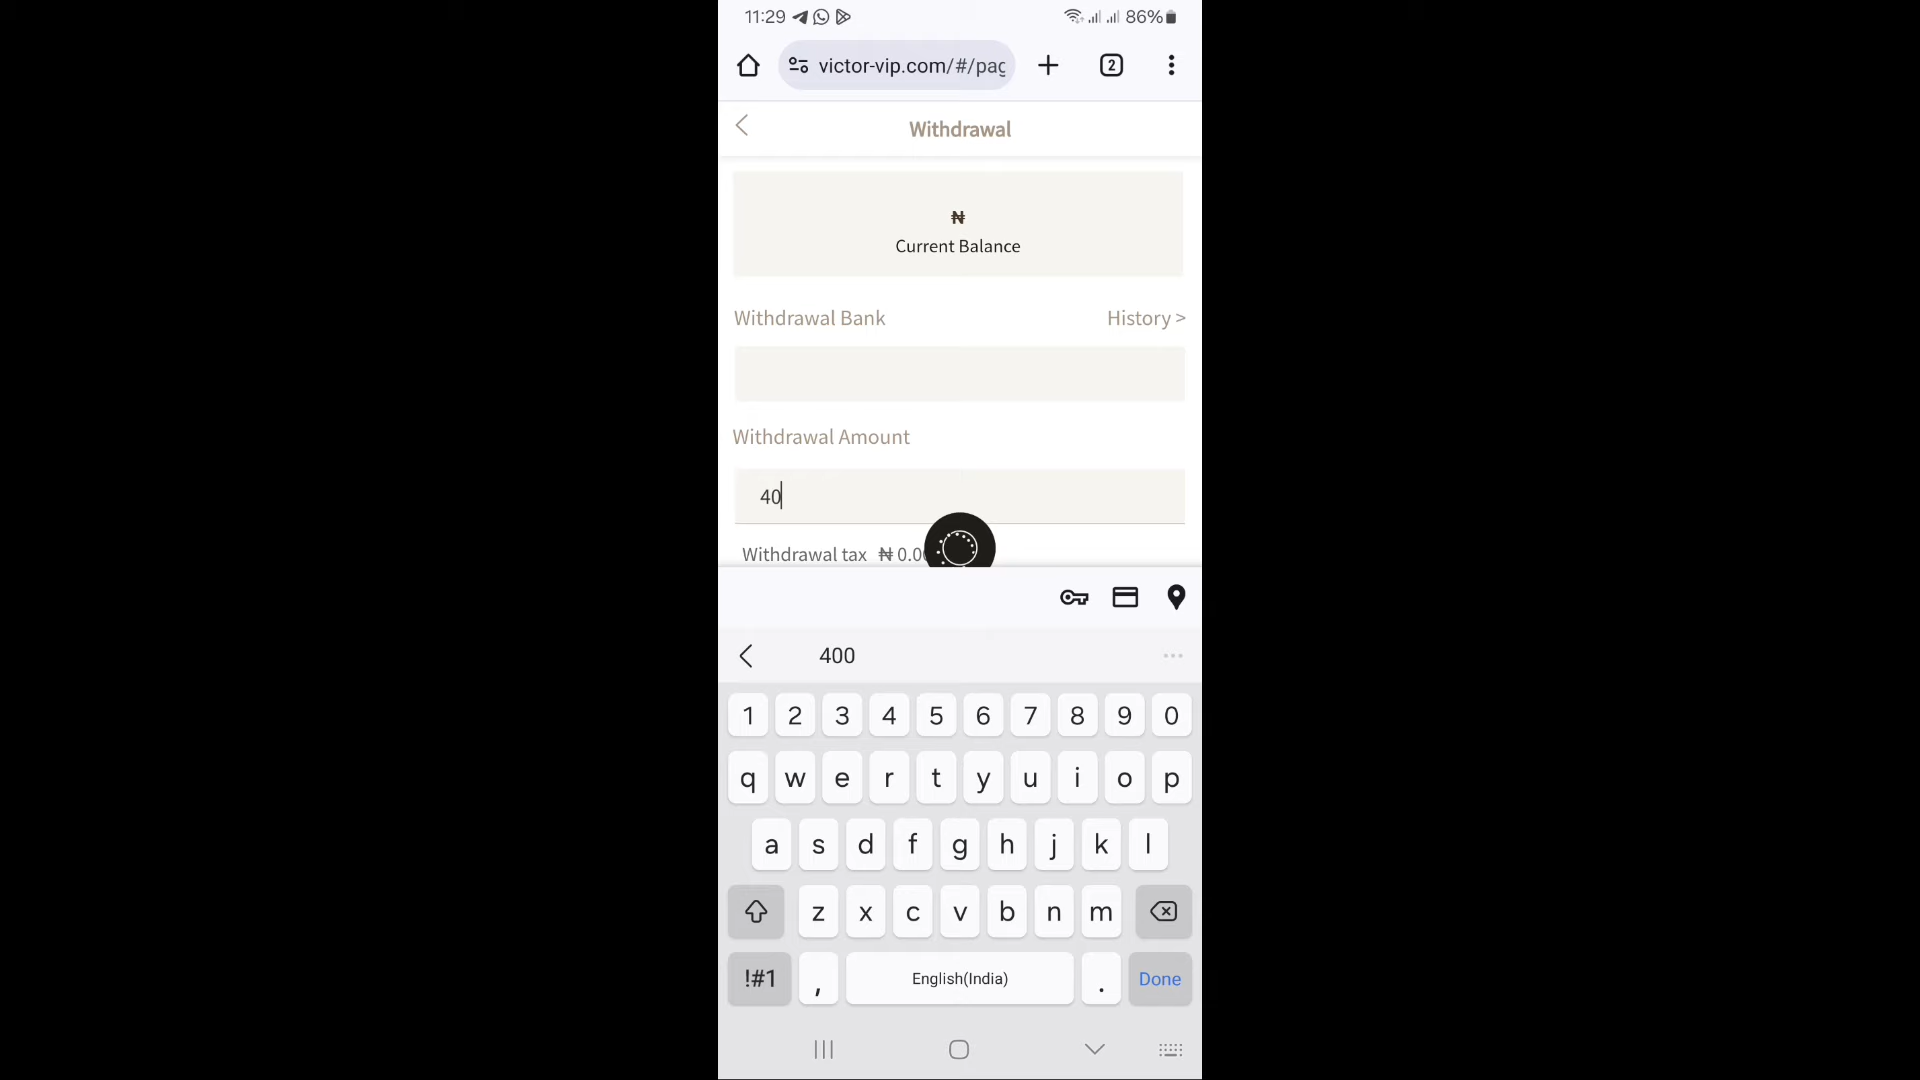 11:29 86%
victor-vip.com/#/pag 2
Withdrawal
₦
Current Balance
Withdrawal Bank History >
Withdrawal Amount
40
Withdrawal tax ₦ 0.0
400
1 2 3 4 5 6 7 8 9 0
q w e r t y u i o p
a s d f g h j k l
z x c v b n m
!#1 , English(India) . Done